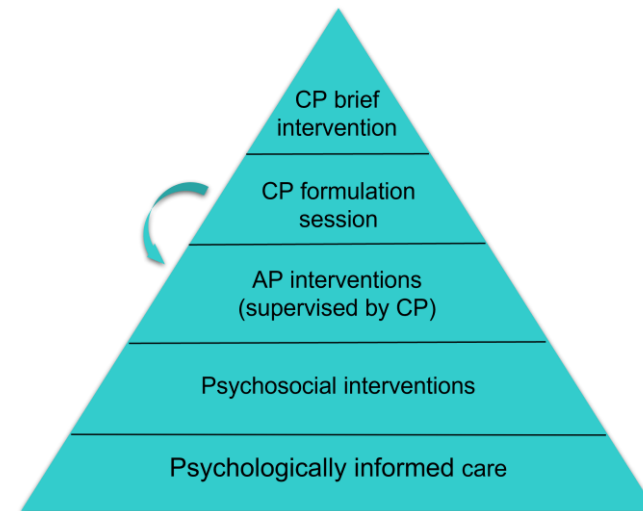 CP brief
intervention
CP formulation
session
AP interventions
(supervised by CP)
Psychosocial interventions
Psychologically informed care